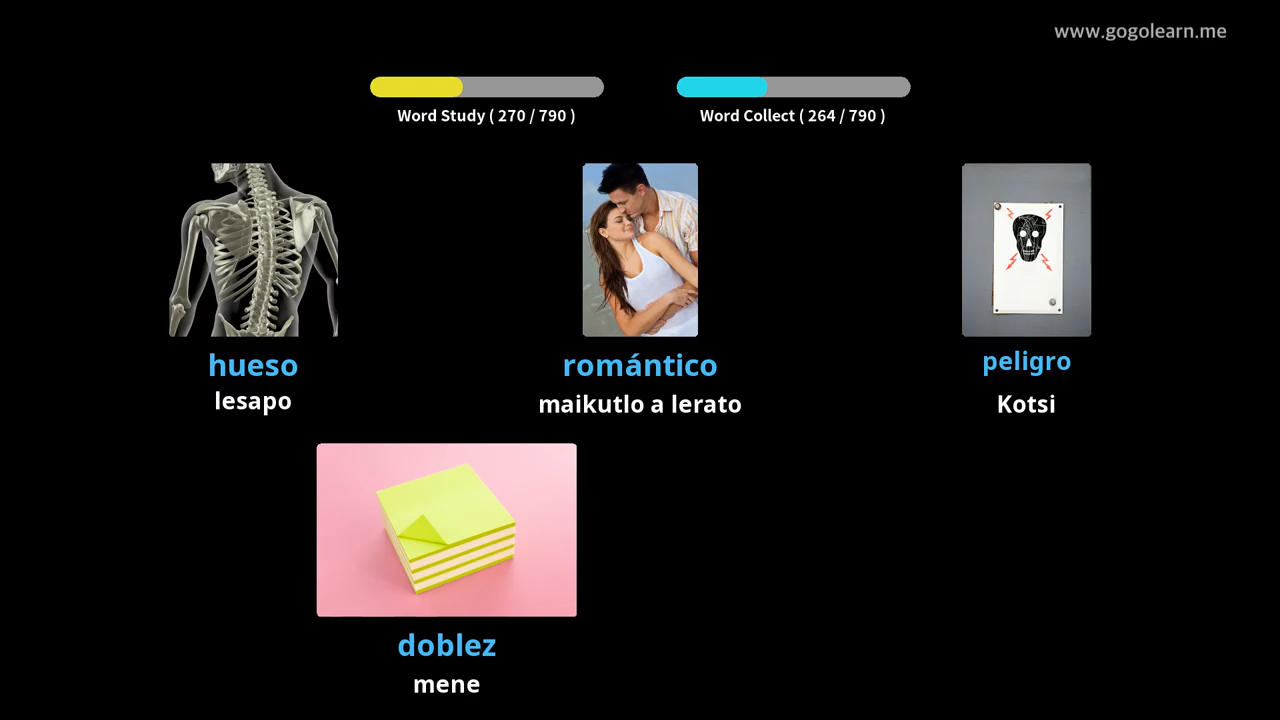 www.gogolearn.me
Word Study ( 270 / 790 )
Word Collect ( 264 / 790 )
hueso
lesapo
romántico
maikutlo a lerato
peligro
Kotsi
doblez
mene